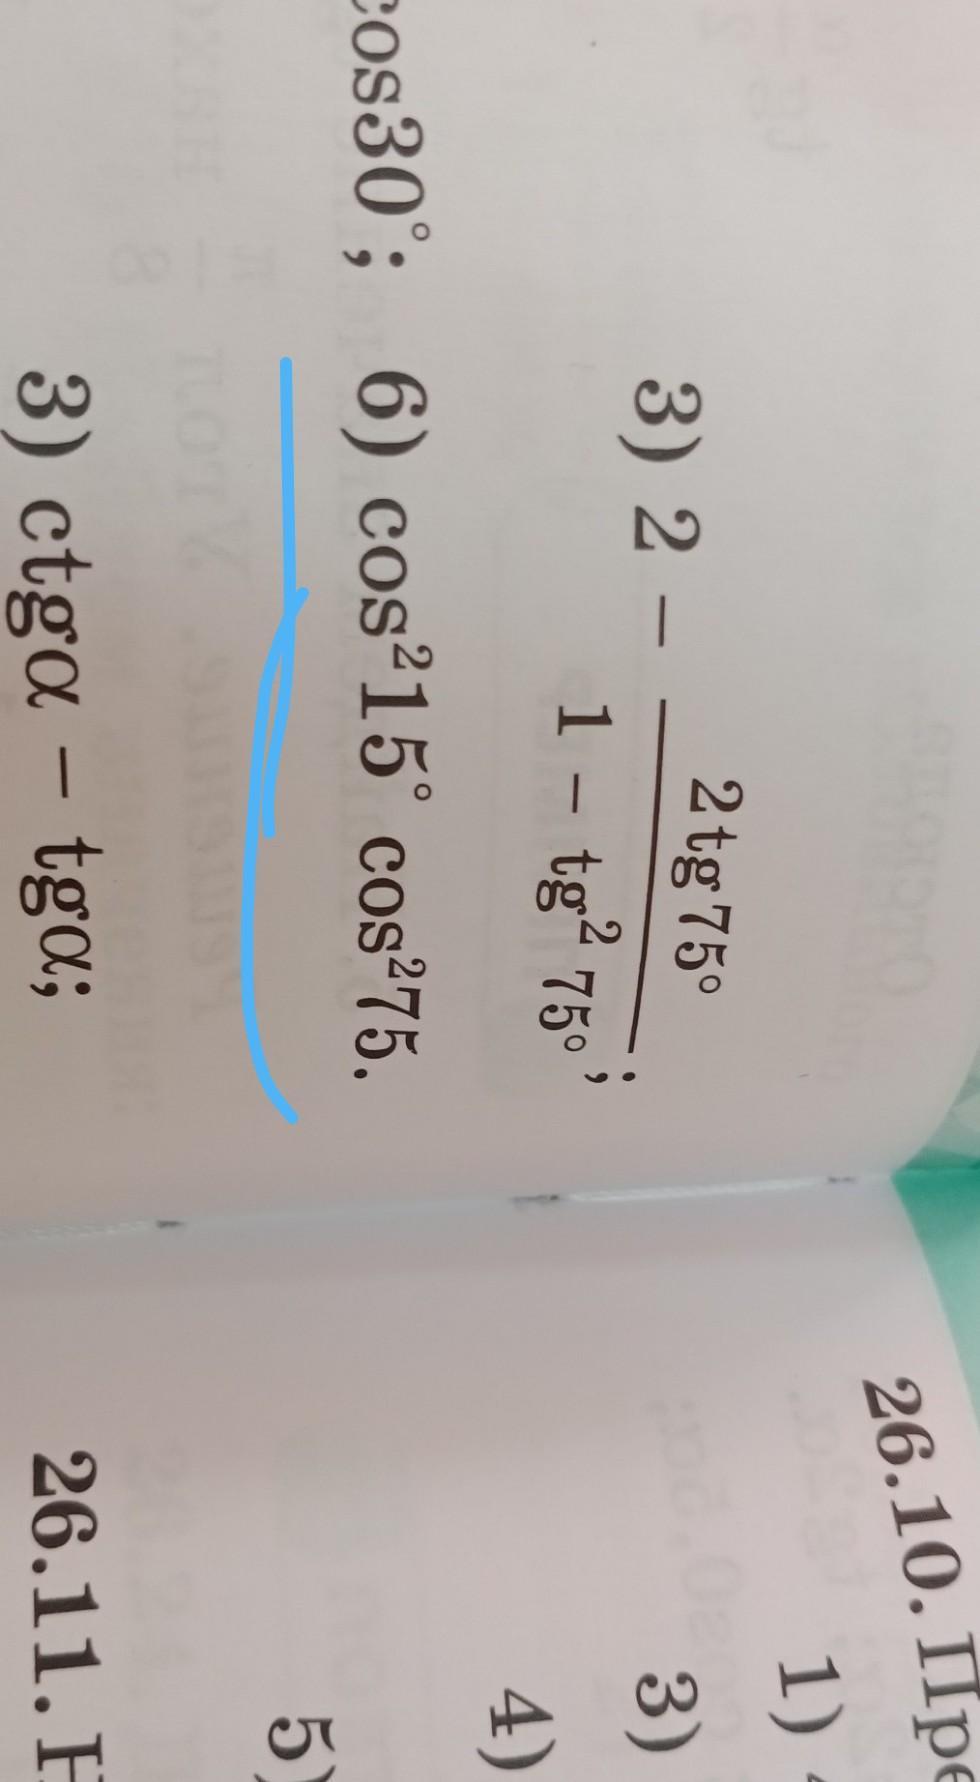 3) 2 - 2tg75° / 1 - tg² 75° ;
cos30°; 6) cos²15° cos²75.
3) ctgα - tgα;
26.10. Пре
1)
3)
4)
5)
26.11.